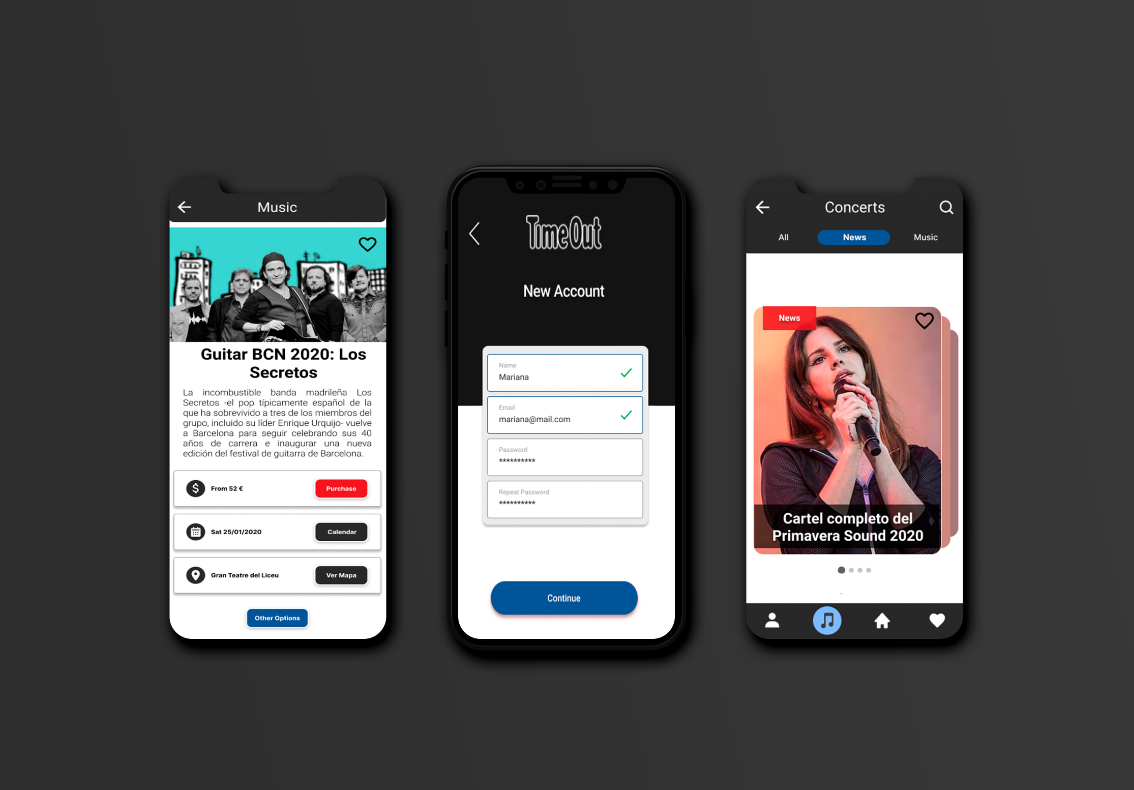 Music
Guitar BCN 2020: Los
Secretos
La incombustible banda madrileña Los
Secretos -el pop típicamente español de la
que ha sobrevivido a tres de los miembros del
grupo, incluido su líder Enrique Urquijo- vuelve
a Barcelona para seguir celebrando sus 40
años de carrera e inaugurar una nueva
edición del festival de guitarra de Barcelona.
From 52 €
Purchase
Sat 25/01/2020
Calendar
Gran Teatre del Liceu
Ver Mapa
Other Options
TimeOut
New Account
Name
Mariana
Email
mariana@mail.com
Password
**********
Repeat Password
**********
Continue
Concerts
All
News
Music
News
Cartel completo del
Primavera Sound 2020